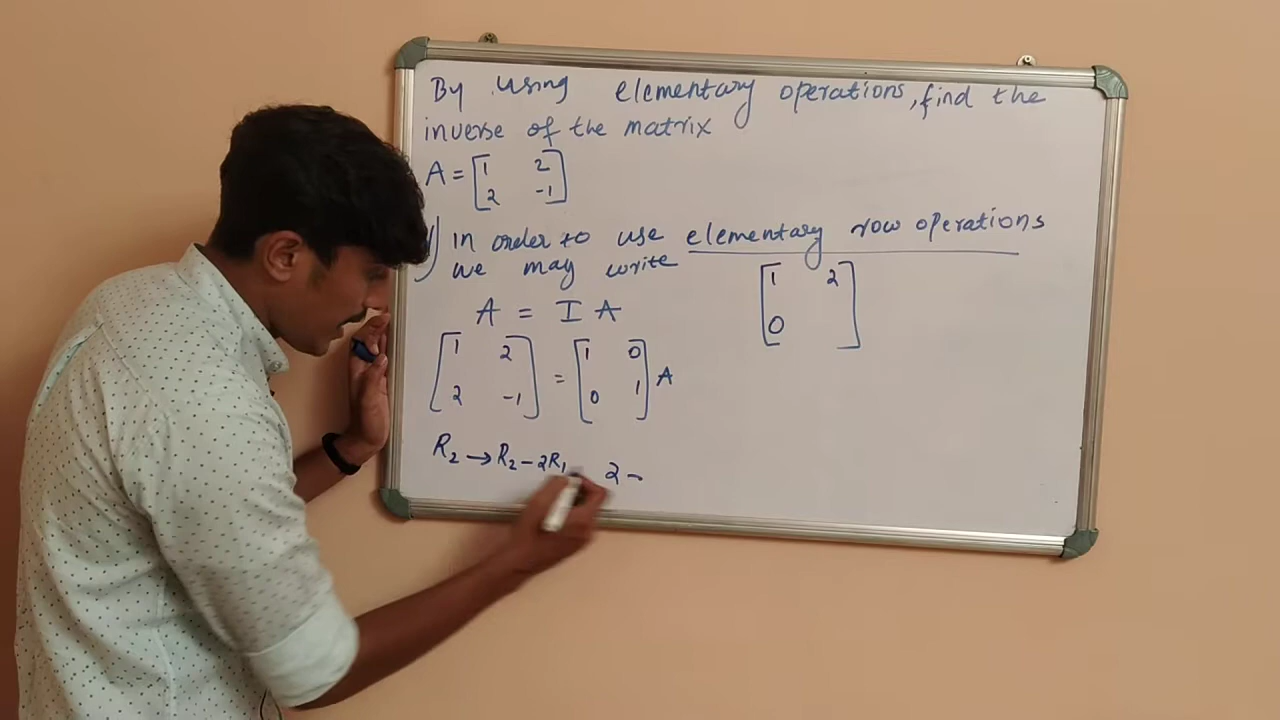 By using elementary operations, find the
inverse of the matrix
A = [1 2
2 -1]
In order to use elementary row operations
we may write
A = I A
[1 2
2 -1] = [1 0
0 1] A
R₂ → R₂ - 2R₁
2 -
[1 2
0 ]